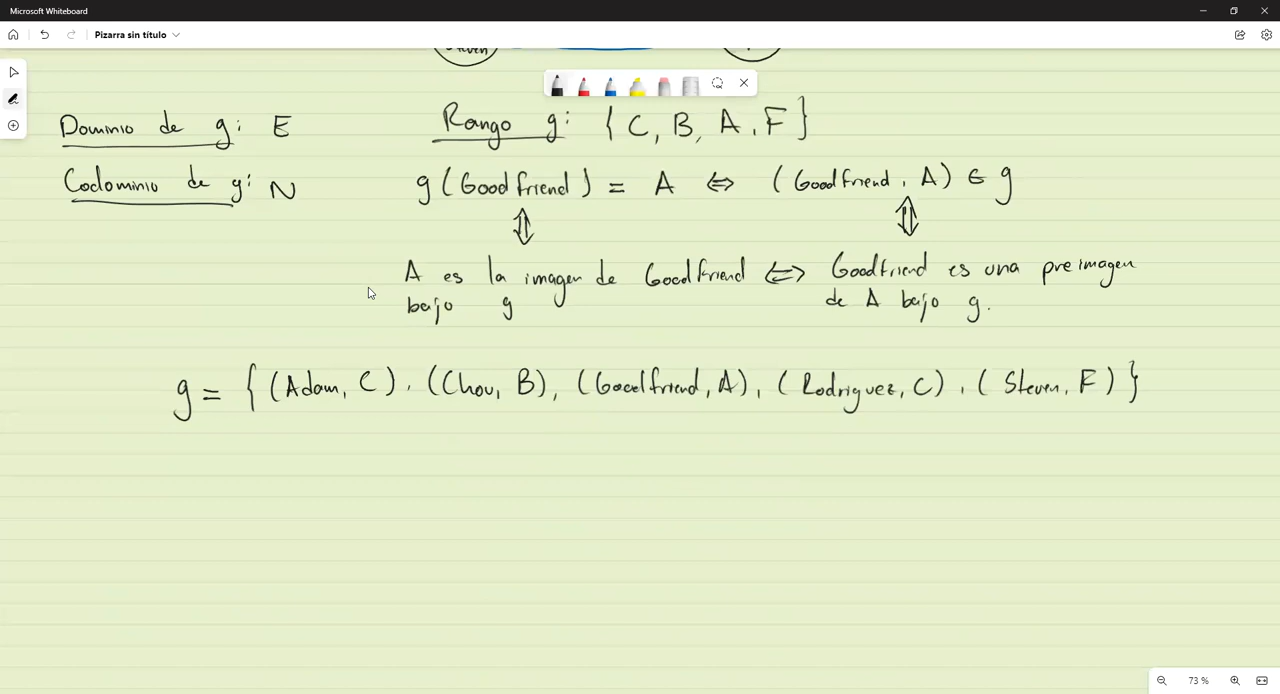 Microsoft Whiteboard
Pizarra sin título
Steven
Dominio de g: E
Rango g: { C, B, A, F }
Codominio de g: N
g ( Goodfriend ) = A ⇔ ( Goodfriend, A) ∈ g
⇕ ⇕
A es la imagen de Goodfriend ⇔ Goodfriend es una preimagen
bajo g de A bajo g.
g = { (Adam, C), (Chou, B), (Goodfriend, A), (Rodriguez, C), (Steven, F) }
73 %